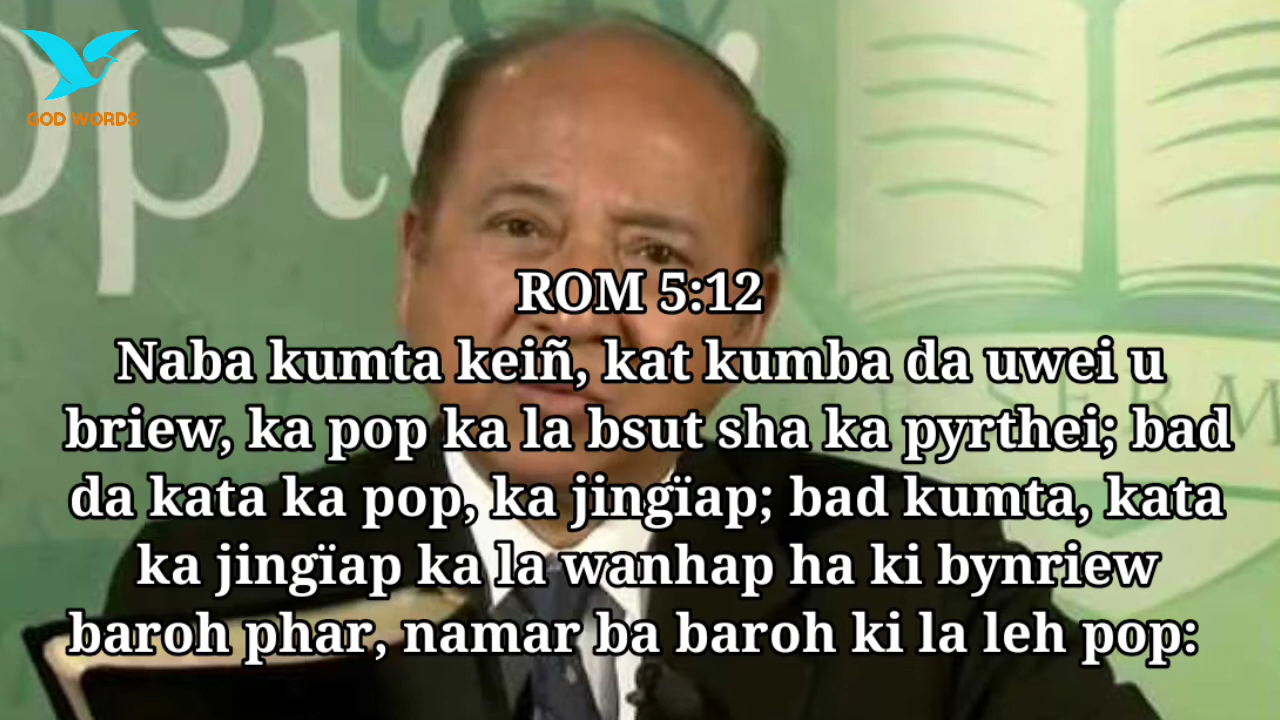 GOD WORDS
ROM 5:12
Naba kumta keiñ, kat kumba da uwei u
briew, ka pop ka la bsut sha ka pyrthei; bad
da kata ka pop, ka jingïap; bad kumta, kata
ka jingïap ka la wanhap ha ki bynriew
baroh phar, namar ba baroh ki la leh pop: